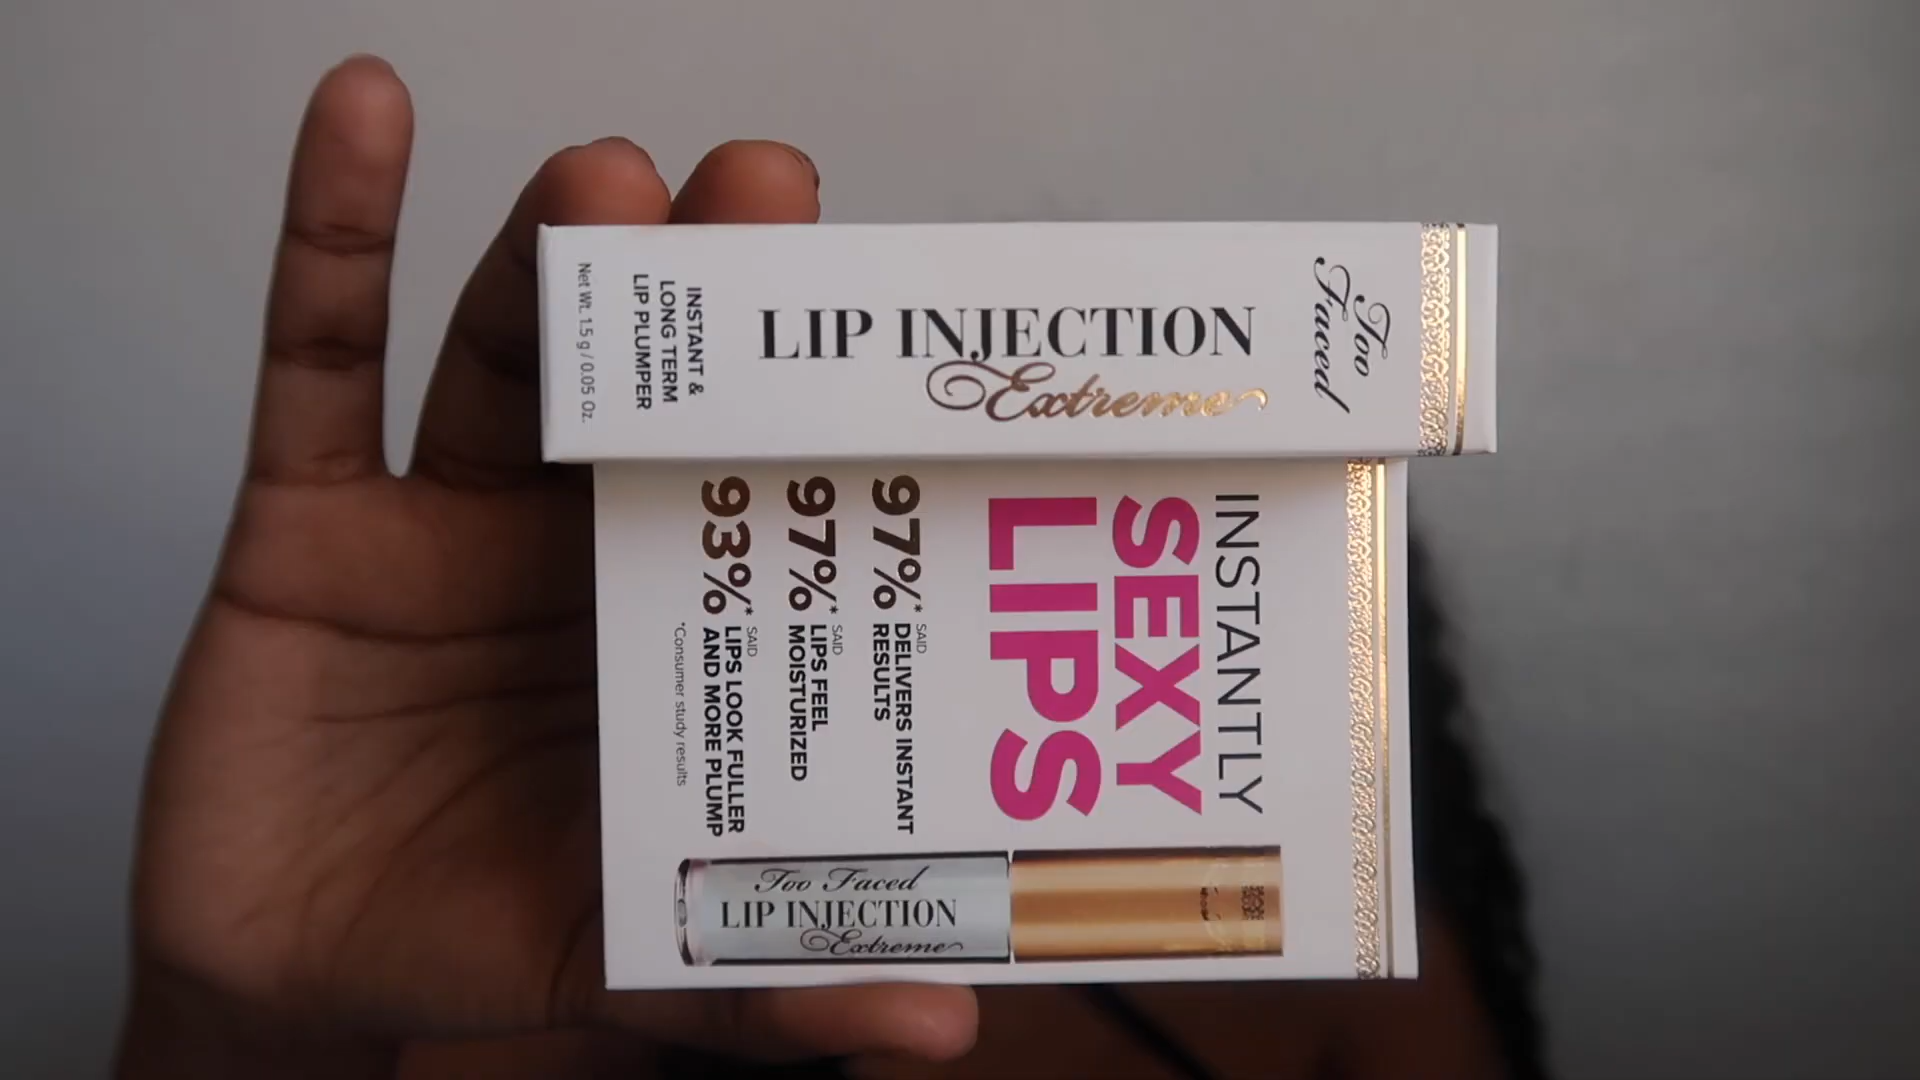 Too
Faced
LIP INJECTION
Extreme
INSTANT &
LONG TERM
LIP PLUMPER
Net Wt. 1.5 g / 0.05 Oz.
INSTANTLY
SEXY
LIPS
97%* SAID
DELIVERS INSTANT
RESULTS
97%* SAID
LIPS FEEL
MOISTURIZED
93%* SAID
LIPS LOOK FULLER
AND MORE PLUMP
*Consumer study results
Too Faced
LIP INJECTION
Extreme